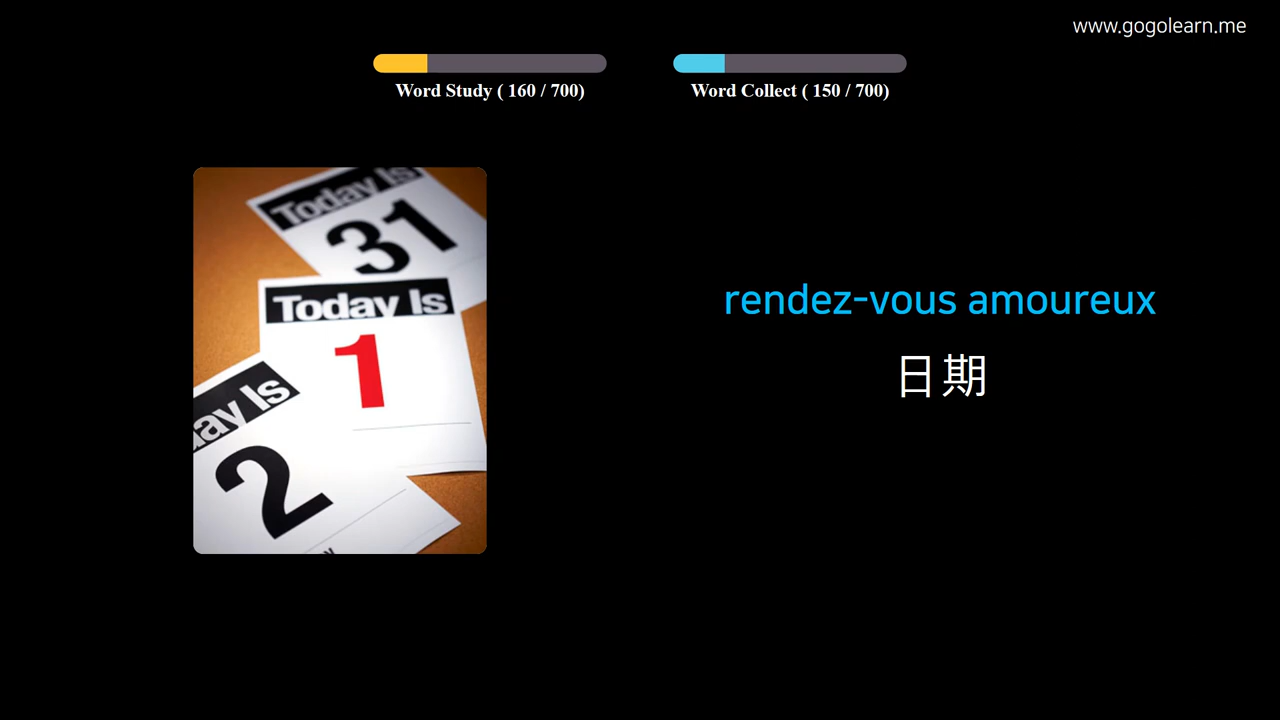 www.gogolearn.me
Word Study ( 160 / 700)
Word Collect ( 150 / 700)
Today Is
31
Today Is
1
ay Is
2
rendez-vous amoureux
日期